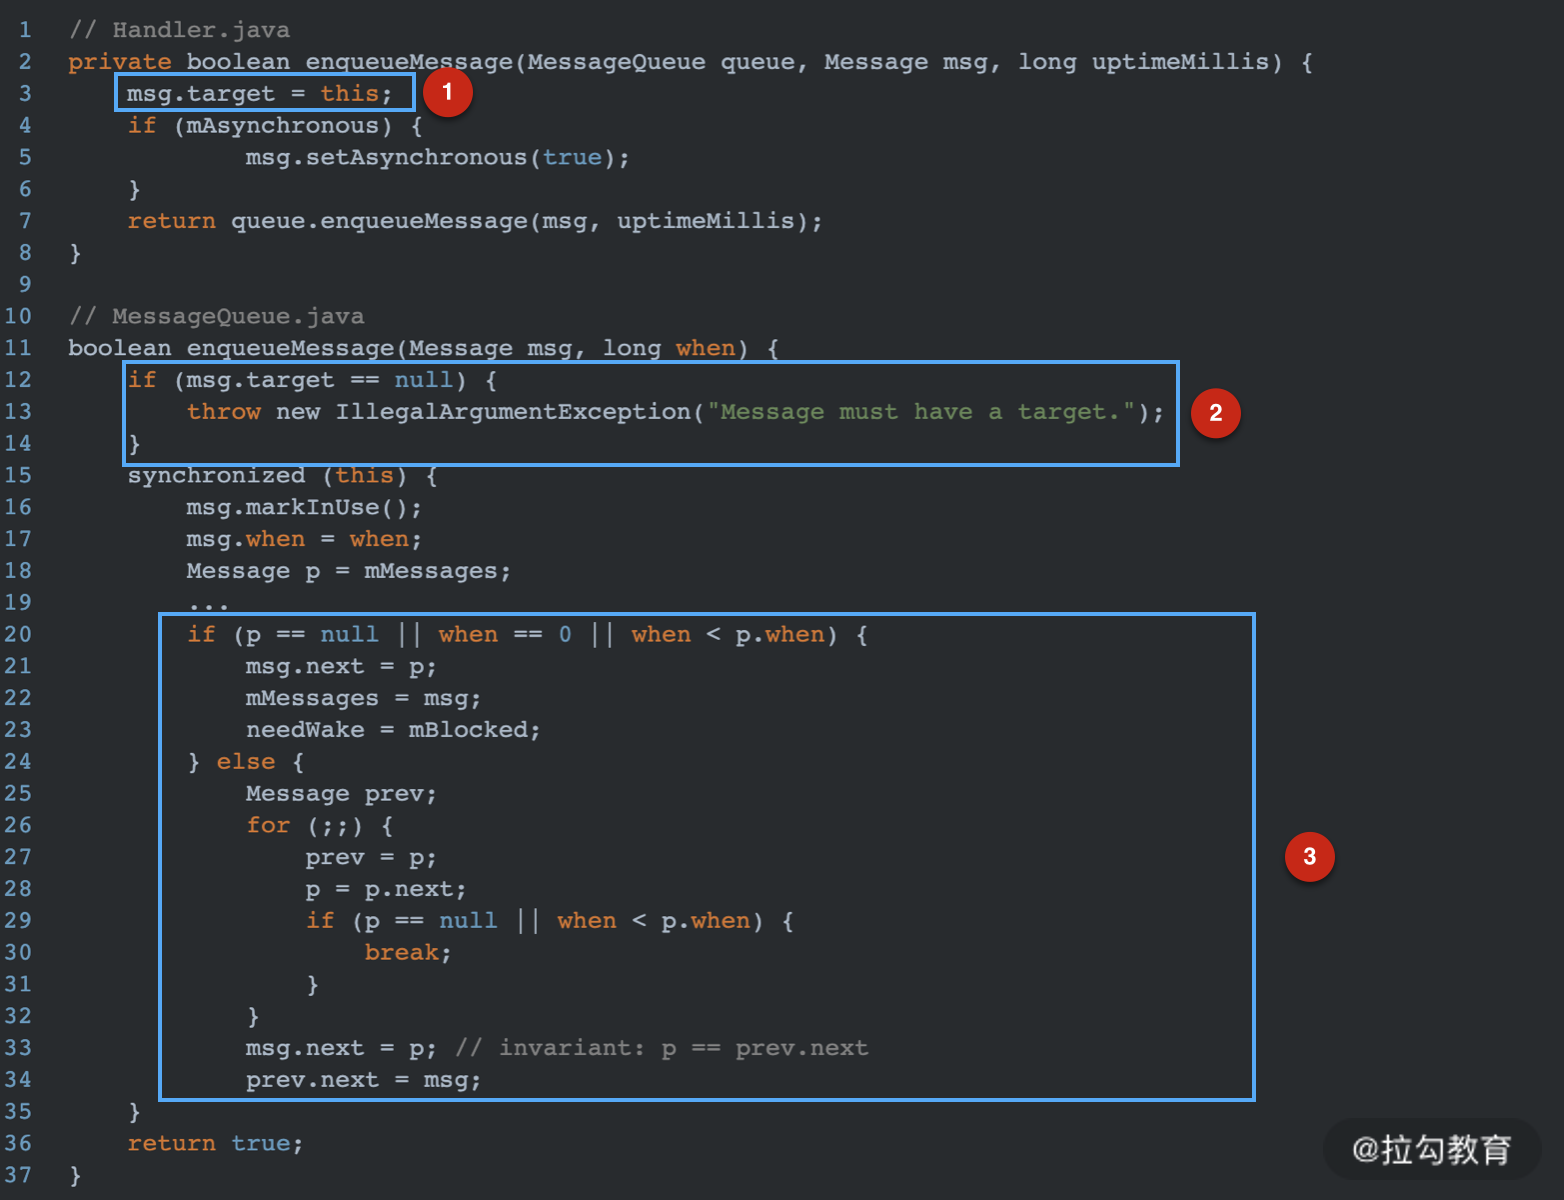 1 // Handler.java
2 private boolean enqueueMessage(MessageQueue queue, Message msg, long uptimeMillis) {
3 msg.target = this; 1
4 if (mAsynchronous) {
5 msg.setAsynchronous(true);
6 }
7 return queue.enqueueMessage(msg, uptimeMillis);
8 }
9
10 // MessageQueue.java
11 boolean enqueueMessage(Message msg, long when) {
12 if (msg.target == null) {
13 throw new IllegalArgumentException("Message must have a target."); 2
14 }
15 synchronized (this) {
16 msg.markInUse();
17 msg.when = when;
18 Message p = mMessages;
19 ...
20 if (p == null || when == 0 || when < p.when) {
21 msg.next = p;
22 mMessages = msg;
23 needWake = mBlocked;
24 } else {
25 Message prev;
26 for (;;) {
27 prev = p; 3
28 p = p.next;
29 if (p == null || when < p.when) {
30 break;
31 }
32 }
33 msg.next = p; // invariant: p == prev.next
34 prev.next = msg;
35 }
36 return true;
37 }
@拉勾教育